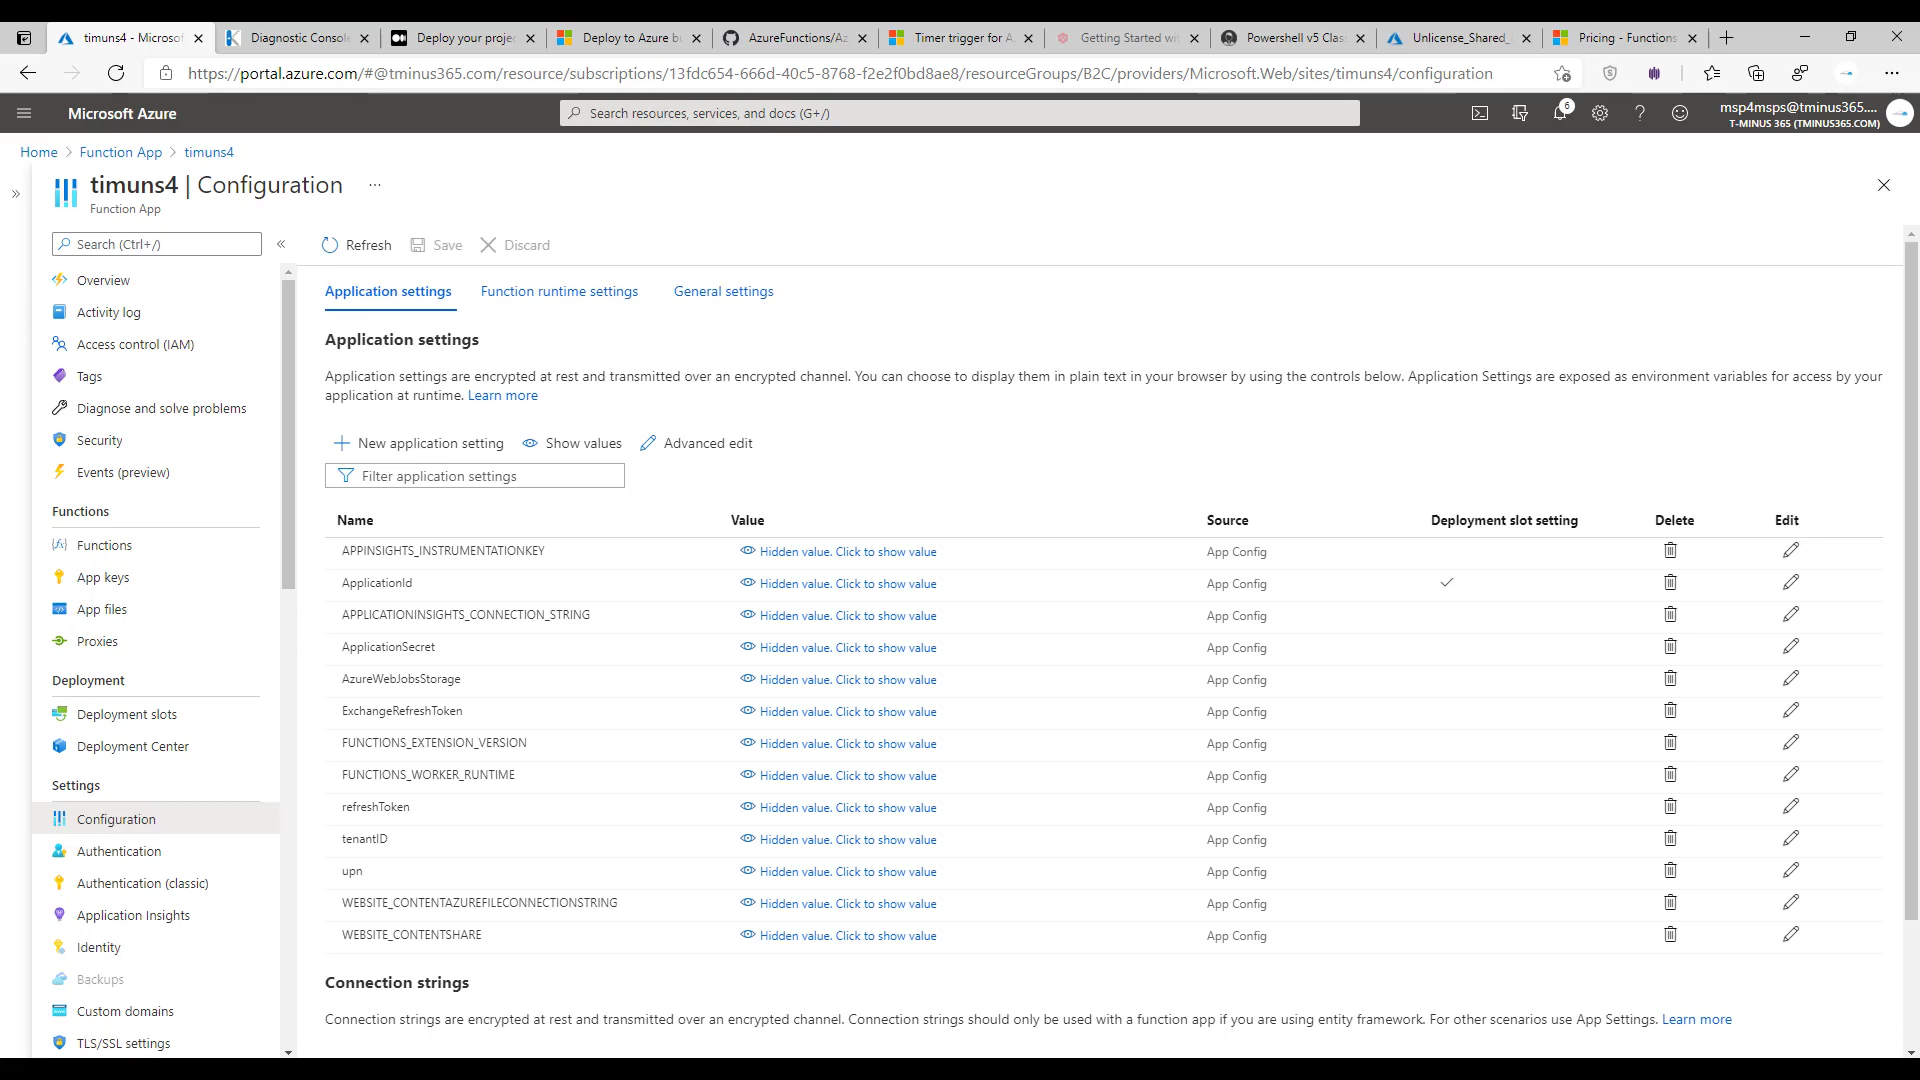 timuns4 - Microsof
Diagnostic Console
Deploy your projec
Deploy to Azure bu
AzureFunctions/Az
Timer trigger for A
Getting Started wit
Powershell v5 Clas
Unlicense_Shared_
Pricing - Functions
https://portal.azure.com/#@tminus365.com/resource/subscriptions/13fdc654-666d-40c5-8768-f2e2f0bd8ae8/resourceGroups/B2C/providers/Microsoft.Web/sites/timuns4/configuration
Microsoft Azure
Search resources, services, and docs (G+/)
6
msp4msps@tminus365....
T-MINUS 365 (TMINUS365.COM)
Home > Function App > timuns4
timuns4 | Configuration ...
Function App
Search (Ctrl+/)
Overview
Activity log
Access control (IAM)
Tags
Diagnose and solve problems
Security
Events (preview)
Functions
Functions
App keys
App files
Proxies
Deployment
Deployment slots
Deployment Center
Settings
Configuration
Authentication
Authentication (classic)
Application Insights
Identity
Backups
Custom domains
TLS/SSL settings
Refresh Save Discard
Application settings Function runtime settings General settings
Application settings
Application settings are encrypted at rest and transmitted over an encrypted channel. You can choose to display them in plain text in your browser by using the controls below. Application Settings are exposed as environment variables for access by your
application at runtime. Learn more
New application setting Show values Advanced edit
Filter application settings
Name Value Source Deployment slot setting Delete Edit
APPINSIGHTS_INSTRUMENTATIONKEY Hidden value. Click to show value App Config
ApplicationId Hidden value. Click to show value App Config
APPLICATIONINSIGHTS_CONNECTION_STRING Hidden value. Click to show value App Config
ApplicationSecret Hidden value. Click to show value App Config
AzureWebJobsStorage Hidden value. Click to show value App Config
ExchangeRefreshToken Hidden value. Click to show value App Config
FUNCTIONS_EXTENSION_VERSION Hidden value. Click to show value App Config
FUNCTIONS_WORKER_RUNTIME Hidden value. Click to show value App Config
refreshToken Hidden value. Click to show value App Config
tenantID Hidden value. Click to show value App Config
upn Hidden value. Click to show value App Config
WEBSITE_CONTENTAZUREFILECONNECTIONSTRING Hidden value. Click to show value App Config
WEBSITE_CONTENTSHARE Hidden value. Click to show value App Config
Connection strings
Connection strings are encrypted at rest and transmitted over an encrypted channel. Connection strings should only be used with a function app if you are using entity framework. For other scenarios use App Settings. Learn more